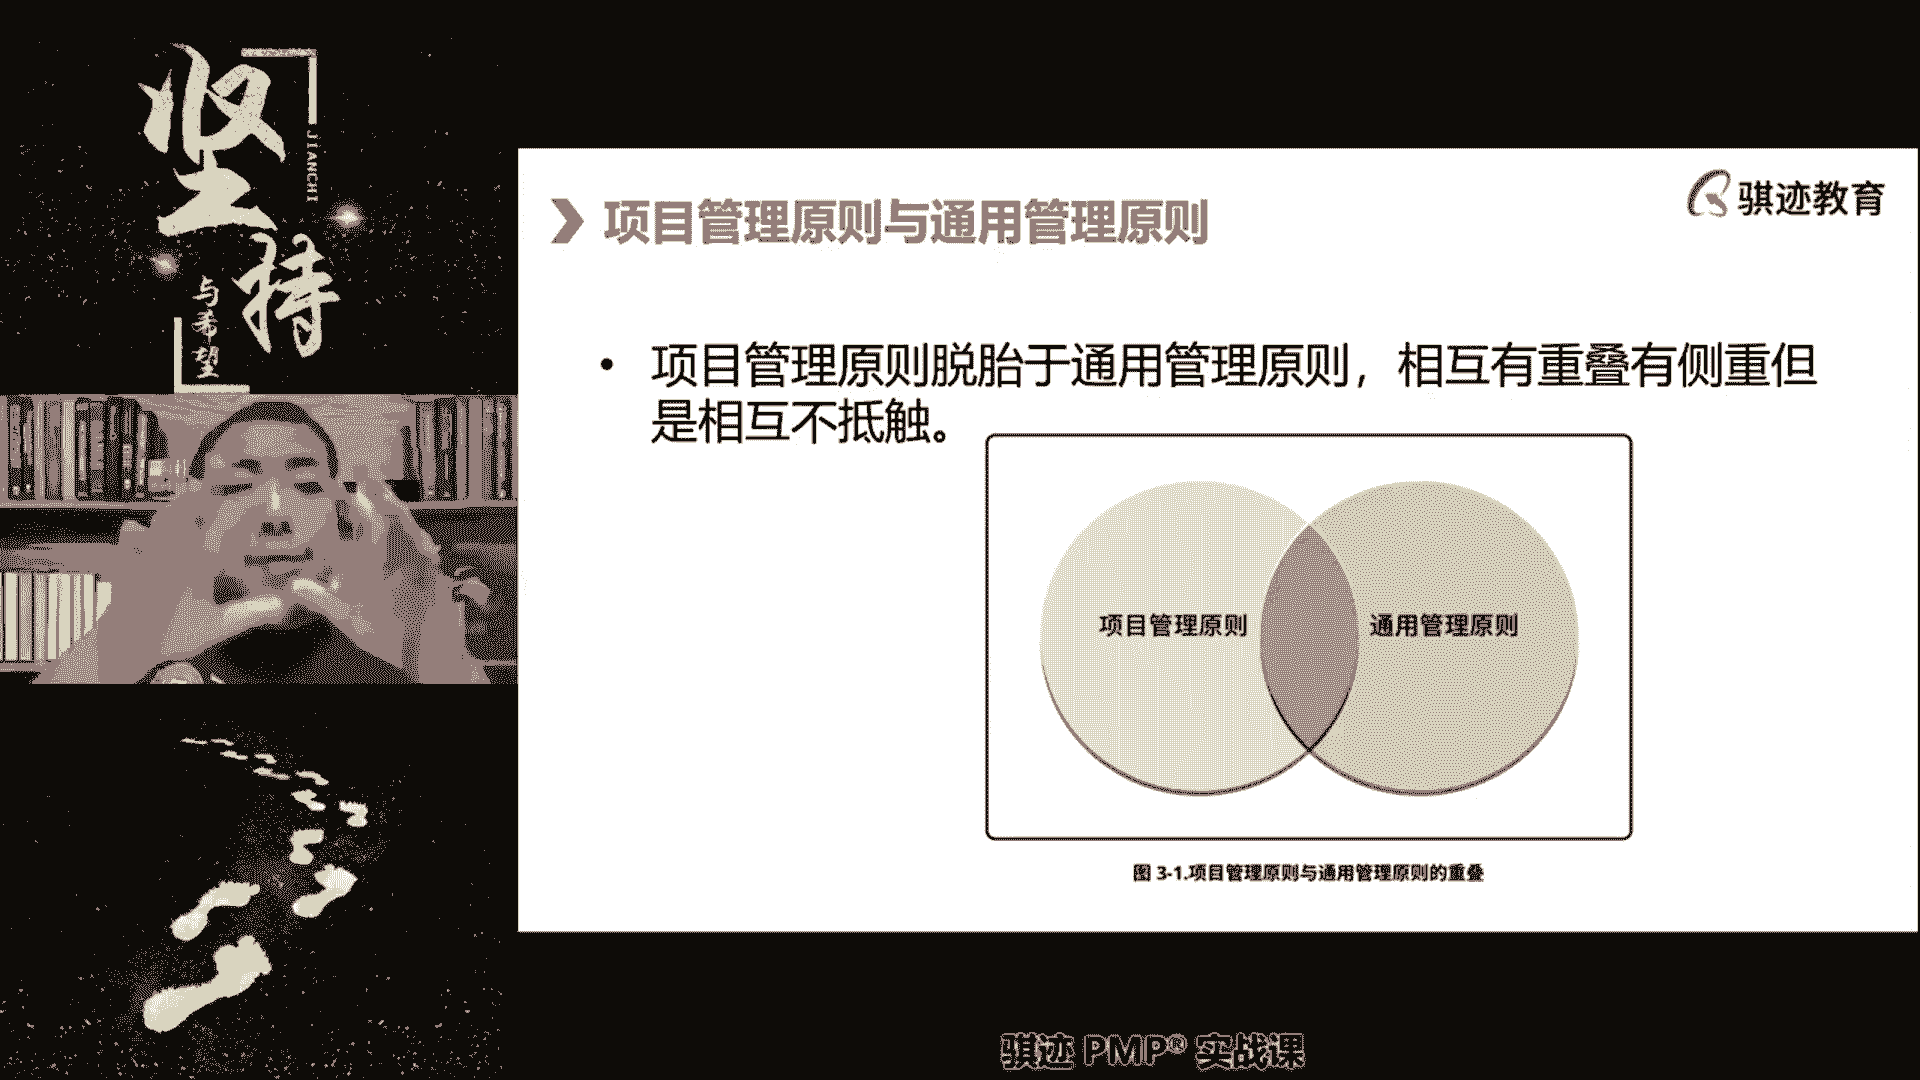 坚持
JIANCHI
与希望
骐迹教育
项目管理原则与通用管理原则
• 项目管理原则脱胎于通用管理原则，相互有重叠有侧重但
是相互不抵触。
项目管理原则
通用管理原则
图 3-1.项目管理原则与通用管理原则的重叠
骐迹 PMP® 实战课